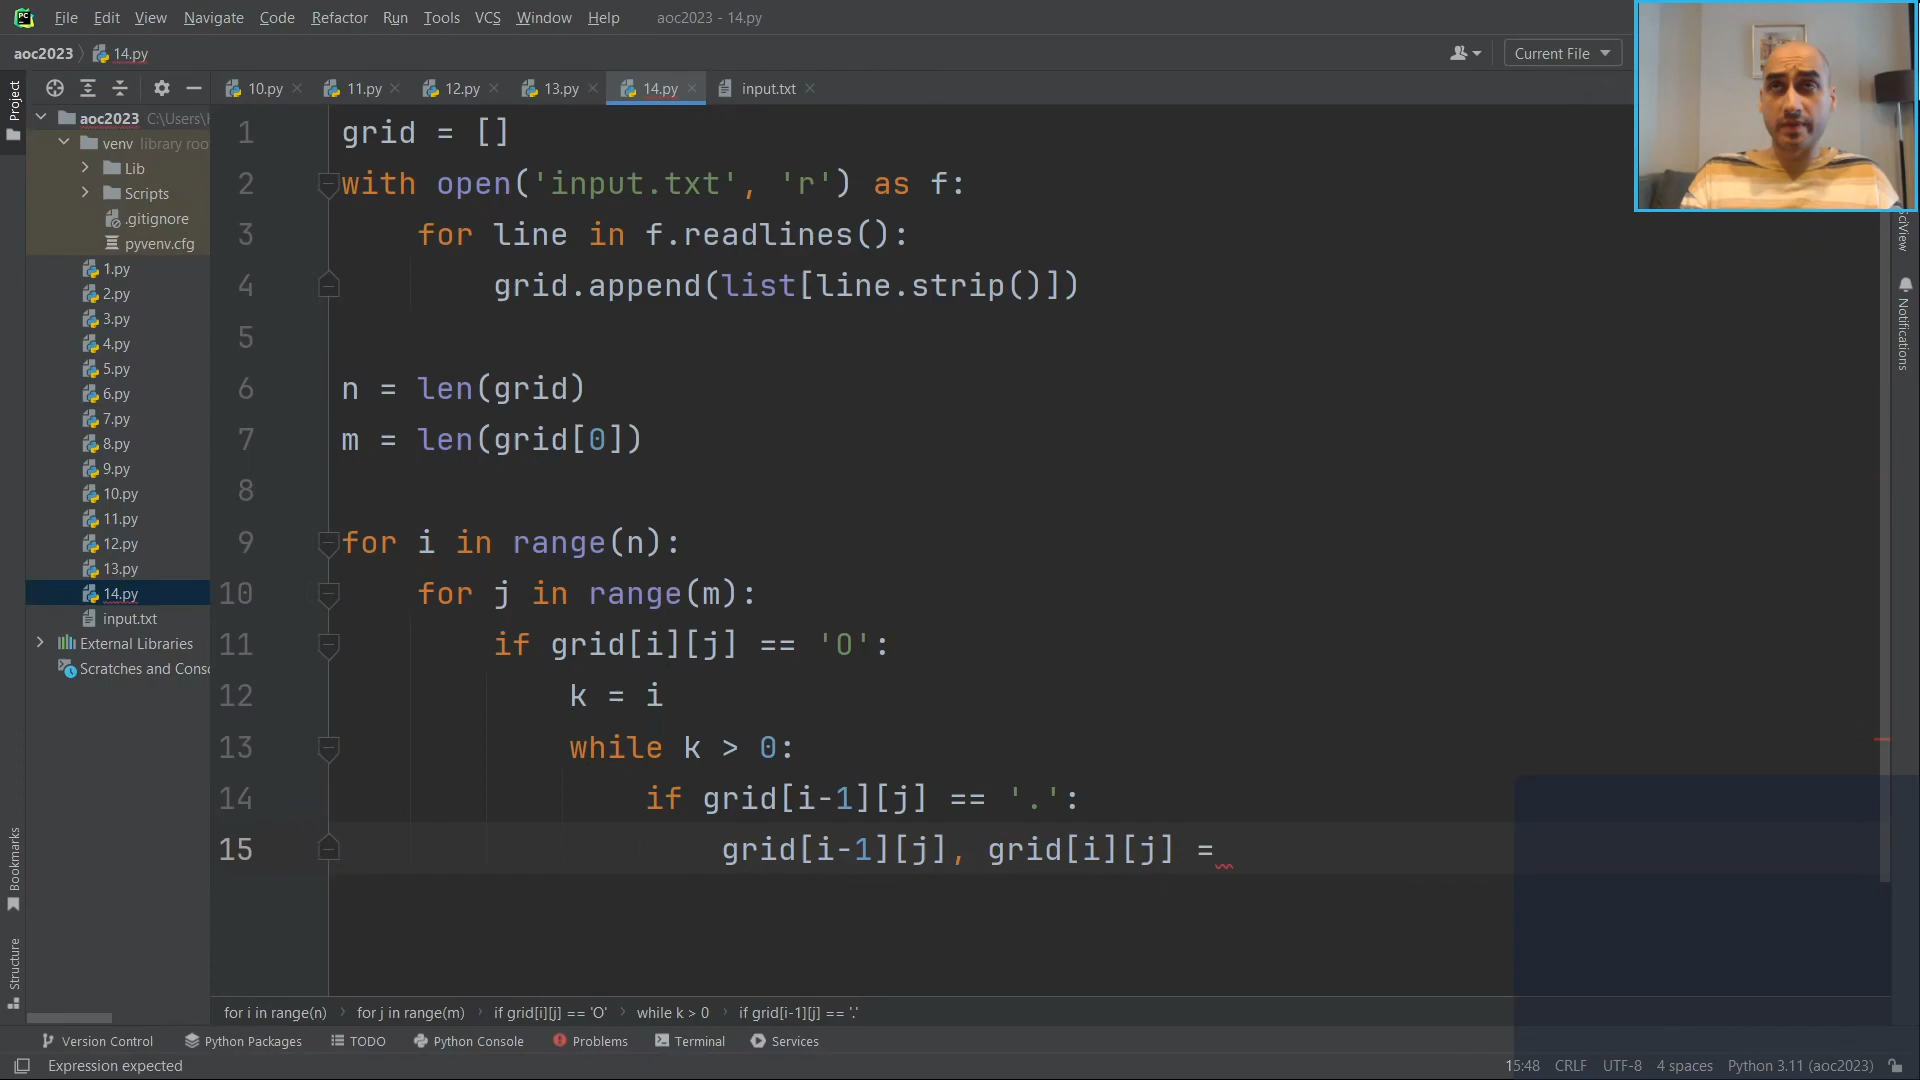 PC File Edit View Navigate Code Refactor Run Tools VCS Window Help aoc2023 - 14.py
aoc2023 14.py Current File
10.py 11.py 12.py 13.py 14.py input.txt
Project
aoc2023 C:\Users\
venv library roo
Lib
Scripts
.gitignore
pyvenv.cfg
1.py
2.py
3.py
4.py
5.py
6.py
7.py
8.py
9.py
10.py
11.py
12.py
13.py
14.py
input.txt
External Libraries
Scratches and Conso
Bookmarks
Structure
1 grid = []
2 with open('input.txt', 'r') as f:
3 for line in f.readlines():
4 grid.append(list[line.strip()])
5
6 n = len(grid)
7 m = len(grid[0])
8
9 for i in range(n):
10 for j in range(m):
11 if grid[i][j] == 'O':
12 k = i
13 while k > 0:
14 if grid[i-1][j] == '.':
15 grid[i-1][j], grid[i][j] =
SciView
Notifications
for i in range(n) for j in range(m) if grid[i][j] == 'O' while k > 0 if grid[i-1][j] == '.'
Version Control Python Packages TODO Python Console Problems Terminal Services
Expression expected 15:48 CRLF UTF-8 4 spaces Python 3.11 (aoc2023)